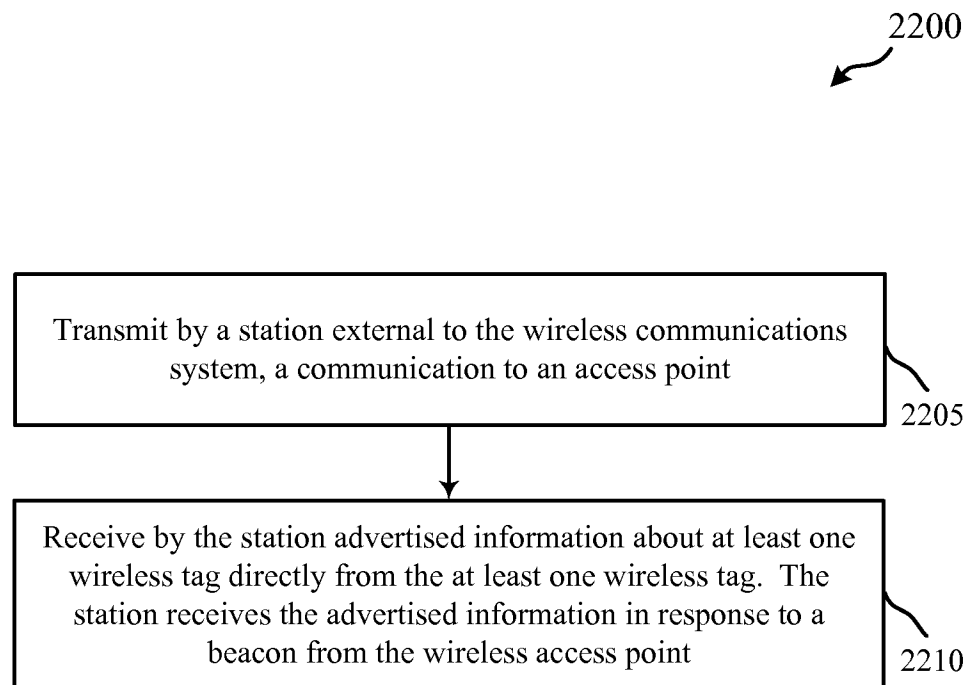 2200
Transmit by a station external to the wireless communications
system, a communication to an access point
2205
Receive by the station advertised information about at least one
wireless tag directly from the at least one wireless tag.  The
station receives the advertised information in response to a
beacon from the wireless access point
2210